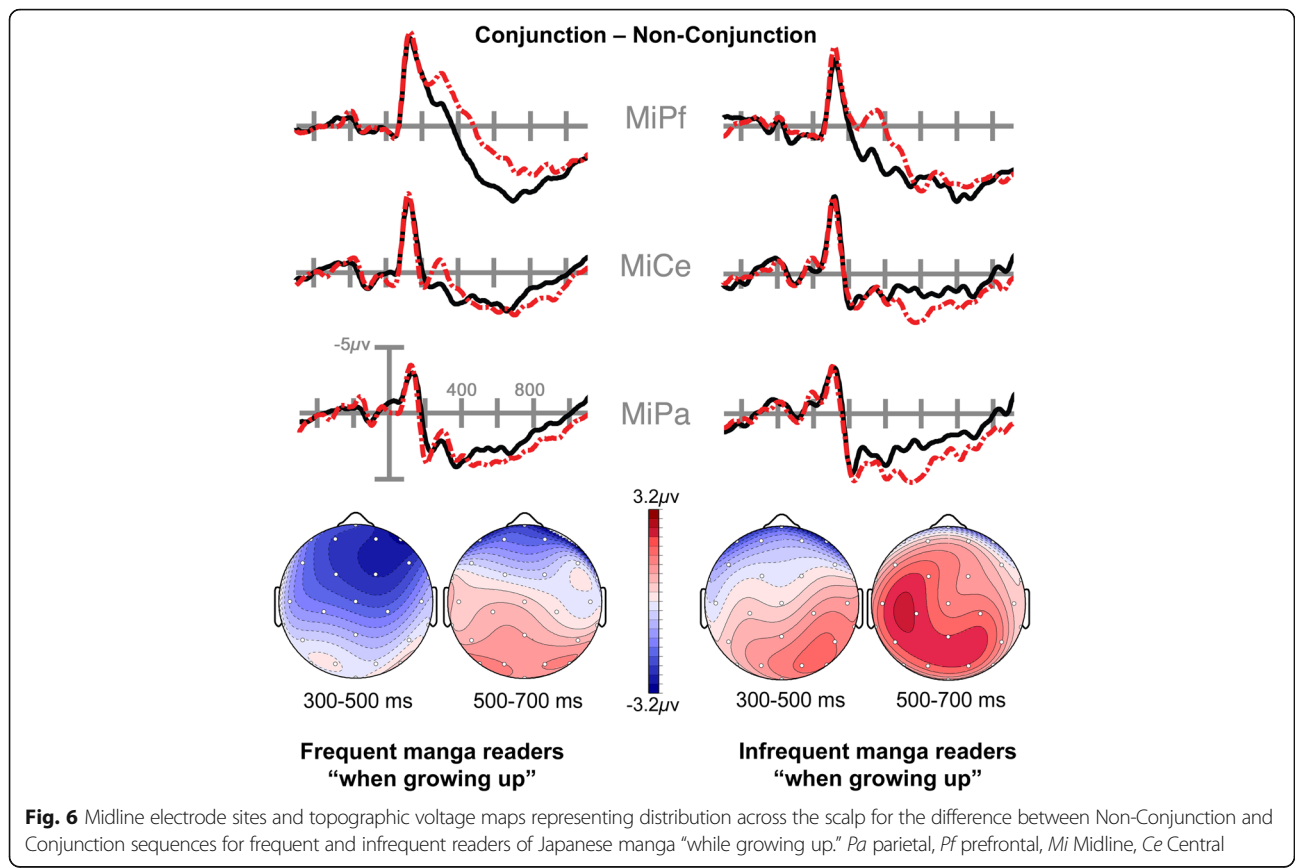 Conjunction – Non-Conjunction
MiPf
MiCe
-5µv
400 800
MiPa
3.2µv
-3.2µv
300-500 ms 500-700 ms 300-500 ms 500-700 ms
Frequent manga readers
“when growing up”
Infrequent manga readers
“when growing up”
Fig. 6 Midline electrode sites and topographic voltage maps representing distribution across the scalp for the difference between Non-Conjunction and
Conjunction sequences for frequent and infrequent readers of Japanese manga “while growing up.” Pa parietal, Pf prefrontal, Mi Midline, Ce Central